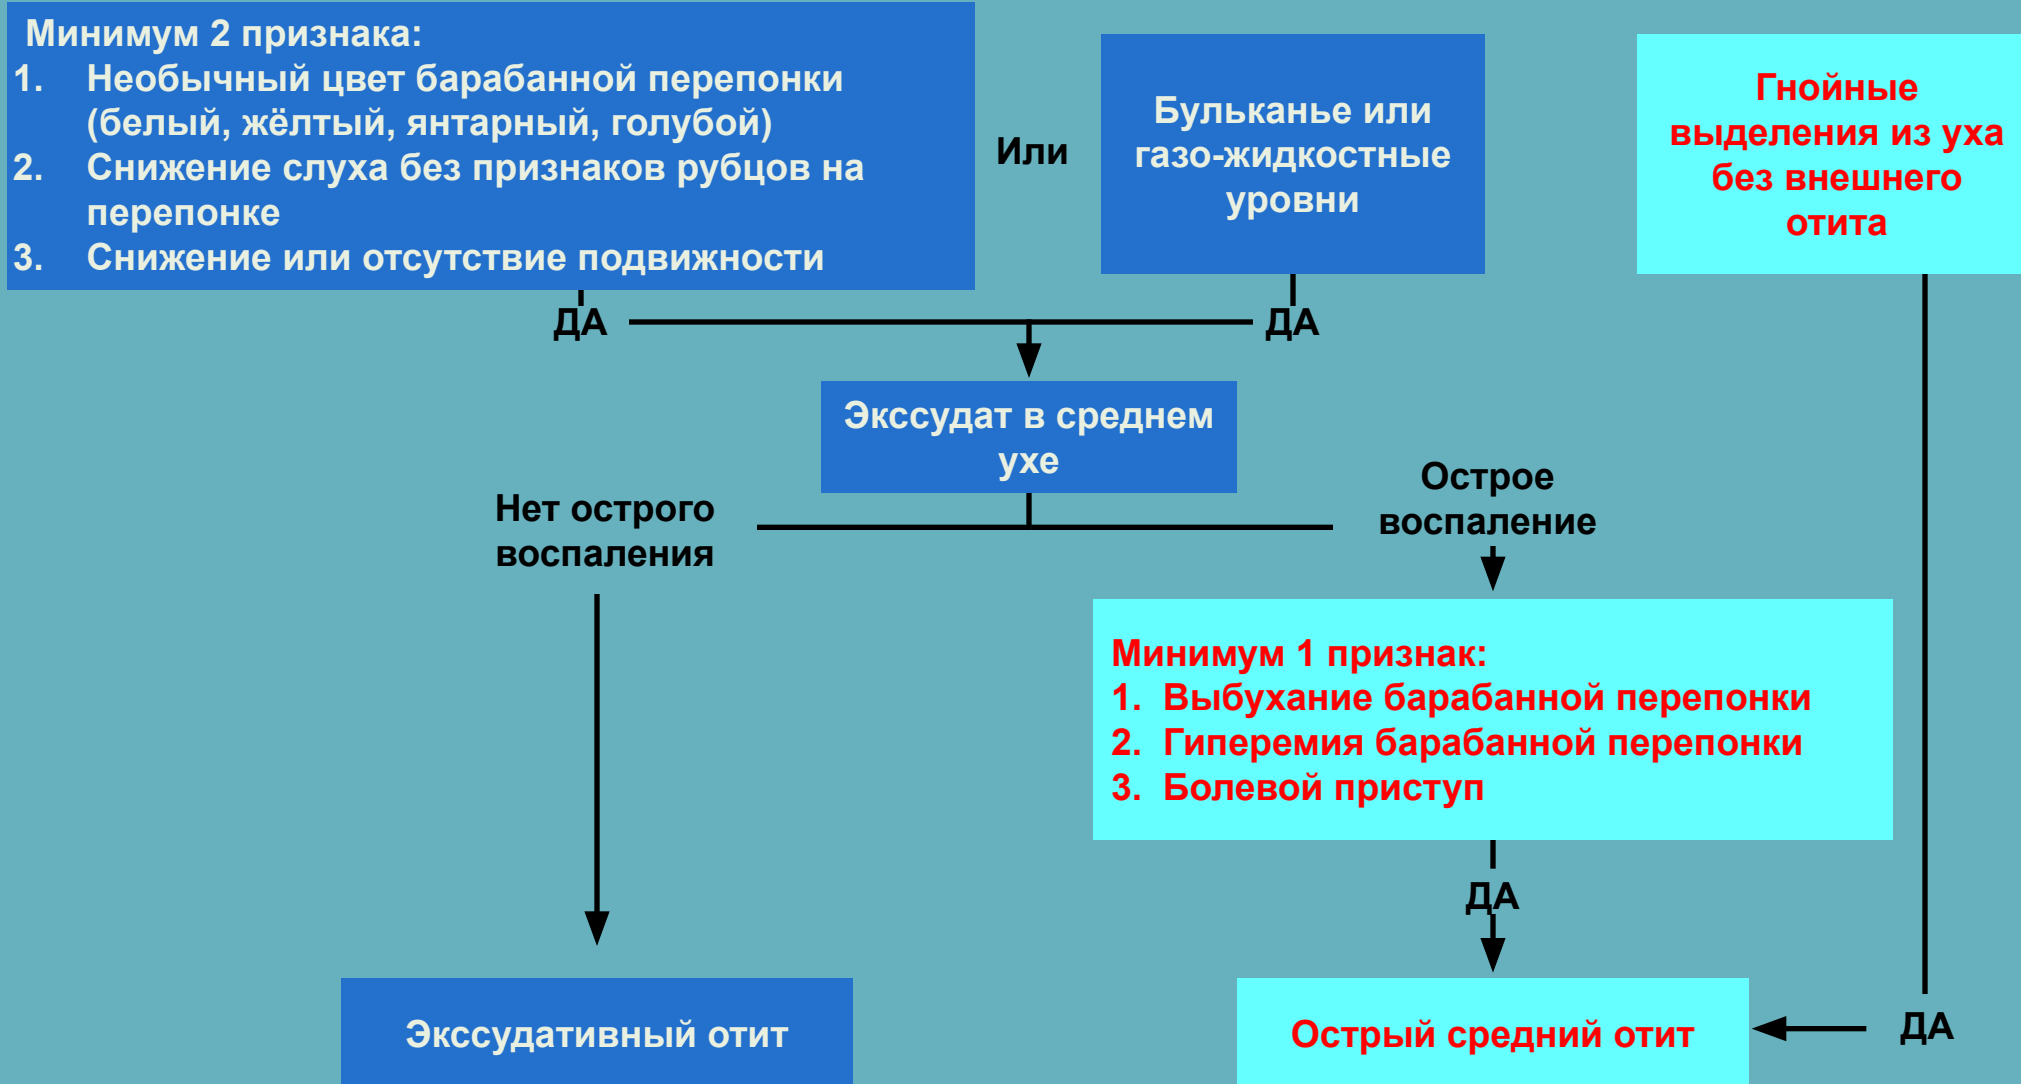 Минимум 2 признака:
1. Необычный цвет барабанной перепонки
(белый, жёлтый, янтарный, голубой)
2. Снижение слуха без признаков рубцов на
перепонке
3. Снижение или отсутствие подвижности
Или
Бульканье или
газо-жидкостные
уровни
Гнойные
выделения из уха
без внешнего
отита
ДА
ДА
Экссудат в среднем
ухе
Нет острого
воспаления
Острое
воспаление
Минимум 1 признак:
1. Выбухание барабанной перепонки
2. Гиперемия барабанной перепонки
3. Болевой приступ
ДА
Экссудативный отит
Острый средний отит
ДА